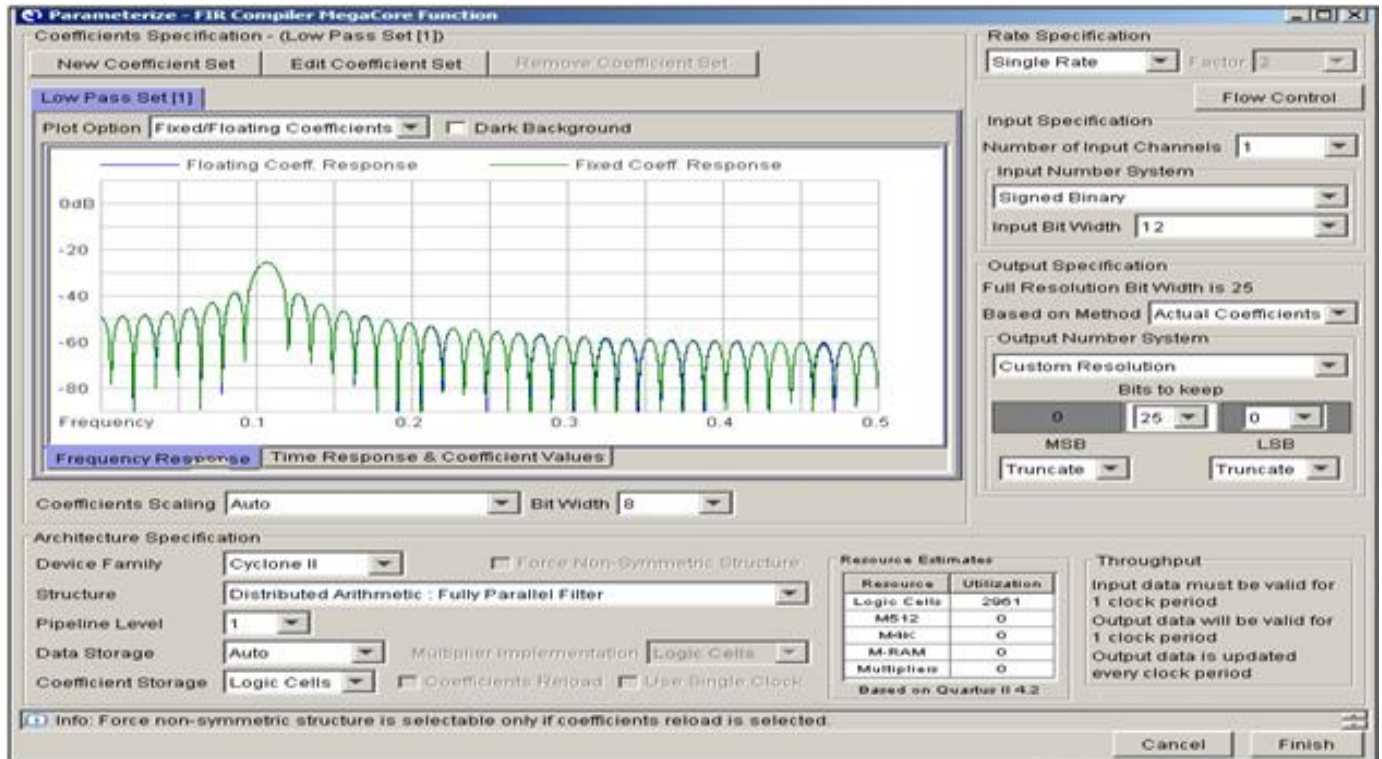 Parameterize - FIR Compiler MegaCore Function
Coefficients Specification - (Low Pass Set [1])
New Coefficient Set
Edit Coefficient Set
Remove Coefficient Set
Low Pass Set [1]
Plot Option Fixed/Floating Coefficients Dark Background
Floating Coeff. Response Fixed Coeff. Response
0dB
-20
-40
-60
-80
Frequency 0.1 0.2 0.3 0.4 0.5
Frequency Response Time Response & Coefficient Values
Coefficients Scaling Auto Bit Width 8
Rate Specification
Single Rate Factor 2
Flow Control
Input Specification
Number of Input Channels 1
Input Number System
Signed Binary
Input Bit Width 12
Output Specification
Full Resolution Bit Width is 25
Based on Method Actual Coefficients
Output Number System
Custom Resolution
Bits to keep
0 25 0
MSB LSB
Truncate Truncate
Architecture Specification
Device Family Cyclone II Force Non-Symmetric Structure
Structure Distributed Arithmetic : Fully Parallel Filter
Pipeline Level 1
Data Storage Auto Multiplier Implementation Logic Cells
Coefficient Storage Logic Cells Coefficients Reload Use Single Clock
Resource Estimates
Resource Utilization
Logic Cells 2961
M512 0
M4K 0
M-RAM 0
Multipliers 0
Based on Quartus II 4.2
Throughput
Input data must be valid for
1 clock period
Output data will be valid for
1 clock period
Output data is updated
every clock period
Info: Force non-symmetric structure is selectable only if coefficients reload is selected.
Cancel Finish